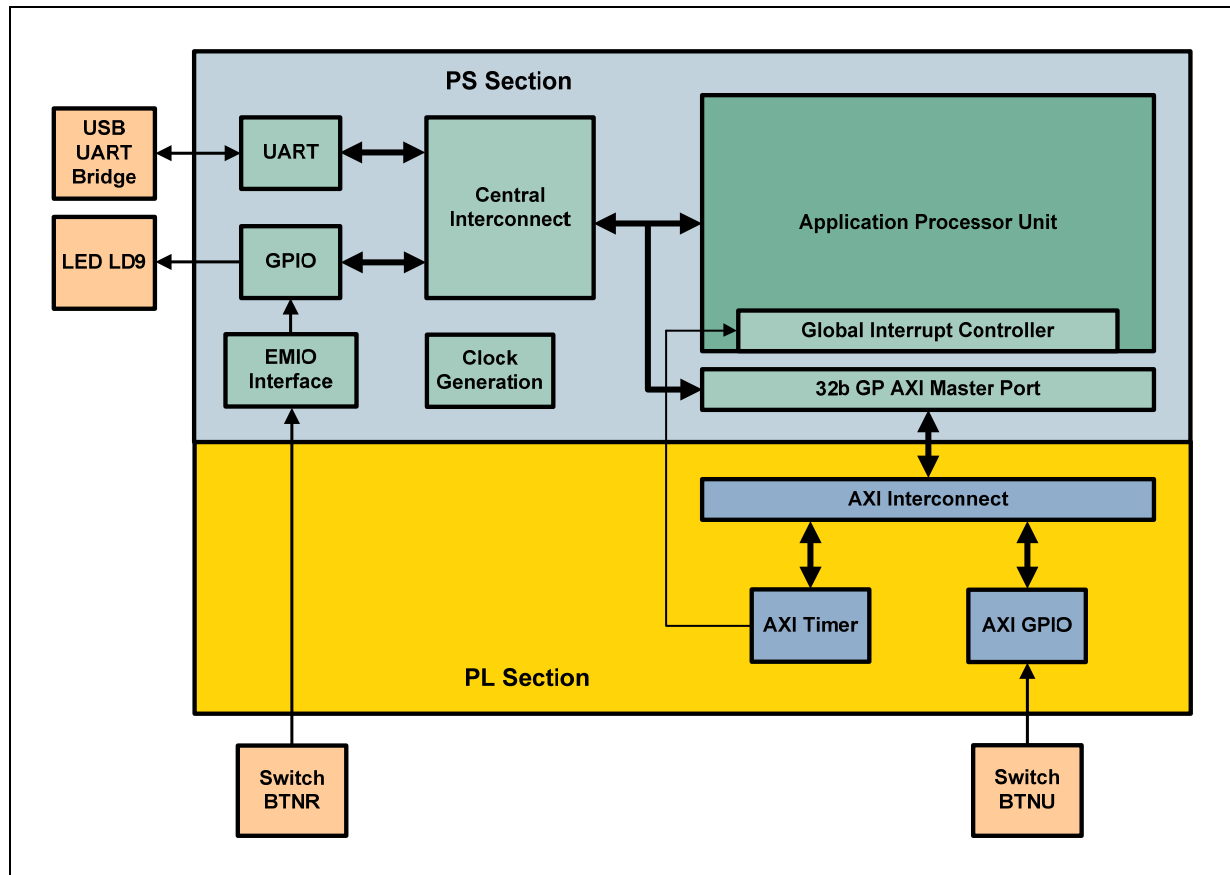 PS Section
USB
UART
Bridge
UART
Central
Interconnect
Application Processor Unit
LED LD9
GPIO
Global Interrupt Controller
EMIO
Interface
Clock
Generation
32b GP AXI Master Port
AXI Interconnect
AXI Timer
AXI GPIO
PL Section
Switch
BTNR
Switch
BTNU